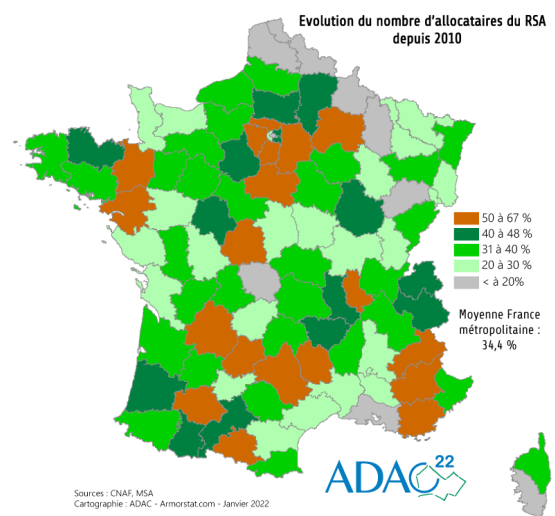 Evolution du nombre d'allocataires du RSA
depuis 2010
50 à 67 %
40 à 48 %
31 à 40 %
20 à 30 %
< à 20%
Moyenne France
métropolitaine :
34,4 %
ADAC 22
Sources : CNAF, MSA
Cartographie : ADAC - Armorstat.com - Janvier 2022